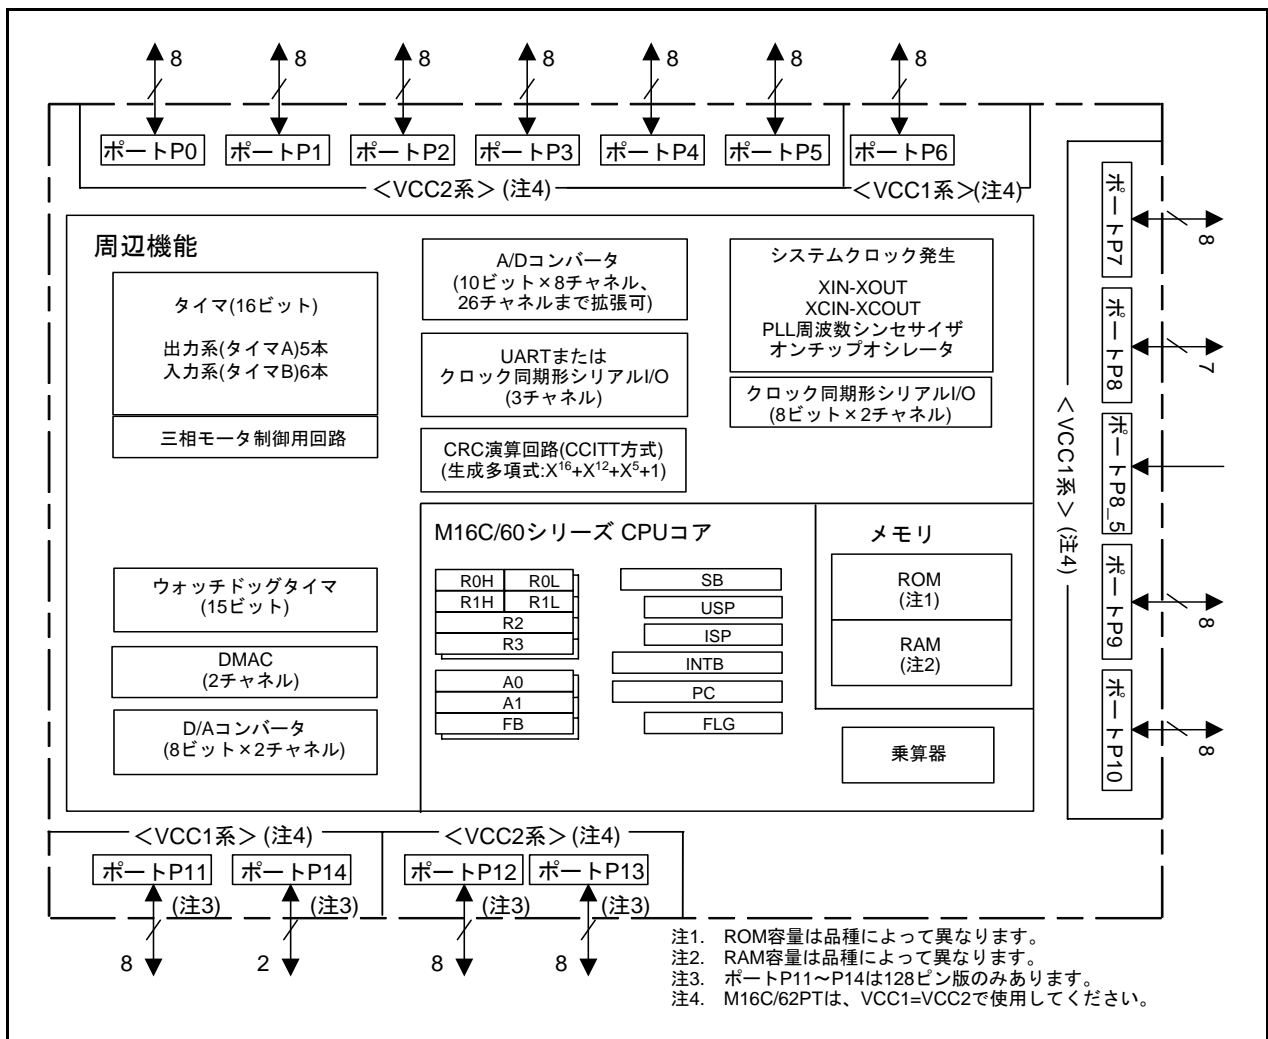 8 8 8 8 8 8 8
ポートP0 ポートP1 ポートP2 ポートP3 ポートP4 ポートP5 ポートP6
＜VCC2系＞(注4) ＜VCC1系＞(注4)
周辺機能
タイマ(16ビット)
出力系(タイマA)5本
入力系(タイマB)6本
三相モータ制御用回路
ウォッチドッグタイマ
(15ビット)
DMAC
(2チャネル)
D/Aコンバータ
(8ビット×2チャネル)
A/Dコンバータ
(10ビット×8チャネル、
26チャネルまで拡張可)
UARTまたは
クロック同期形シリアルI/O
(3チャネル)
CRC演算回路(CCITT方式)
(生成多項式:X16+X12+X5+1)
システムクロック発生
XIN-XOUT
XCIN-XCOUT
PLL周波数シンセサイザ
オンチップオシレータ
クロック同期形シリアルI/O
(8ビット×2チャネル)
M16C/60シリーズ CPUコア
R0H R0L
R1H R1L
R2
R3
A0
A1
FB
SB
USP
ISP
INTB
PC
FLG
メモリ
ROM
(注1)
RAM
(注2)
乗算器
＜VCC1系＞(注4)
ポートP7
8
ポートP8
7
ポートP8_5
ポートP9
8
ポートP10
8
＜VCC1系＞(注4) ＜VCC2系＞(注4)
ポートP11 ポートP14 ポートP12 ポートP13
(注3) (注3) (注3) (注3)
8 2 8 8
注1. ROM容量は品種によって異なります。
注2. RAM容量は品種によって異なります。
注3. ポートP11～P14は128ピン版のみあります。
注4. M16C/62PTは、VCC1=VCC2で使用してください。